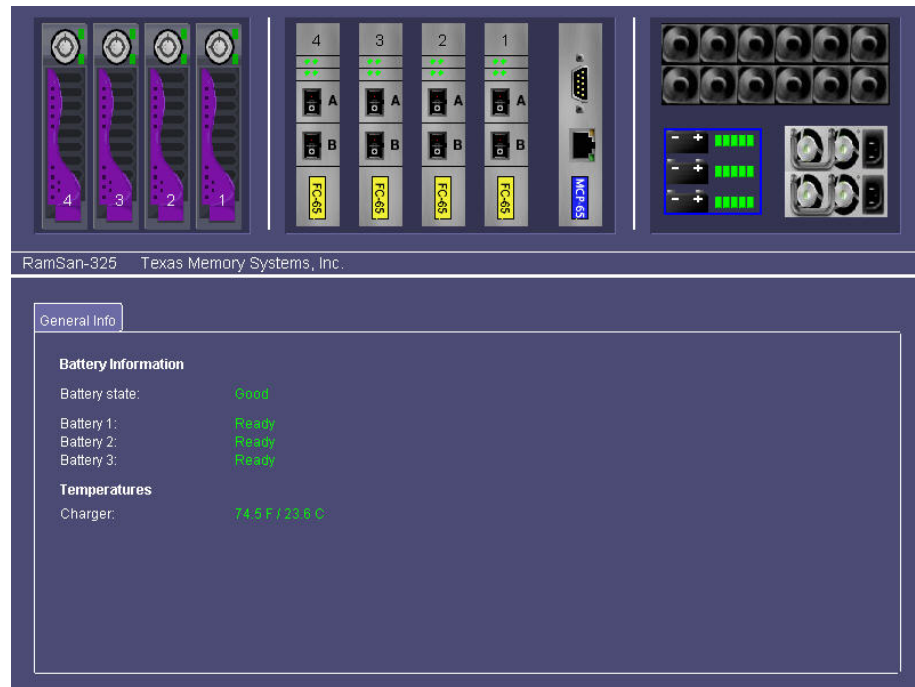 4 3 2 1
A A A A
B B B B
FC-65 FC-65 FC-65 FC-65 MCP-65
4 3 2 1
RamSan-325 Texas Memory Systems, Inc.
General Info
Battery Information
Battery state: Good
Battery 1: Ready
Battery 2: Ready
Battery 3: Ready
Temperatures
Charger: 74.5 F / 23.6 C